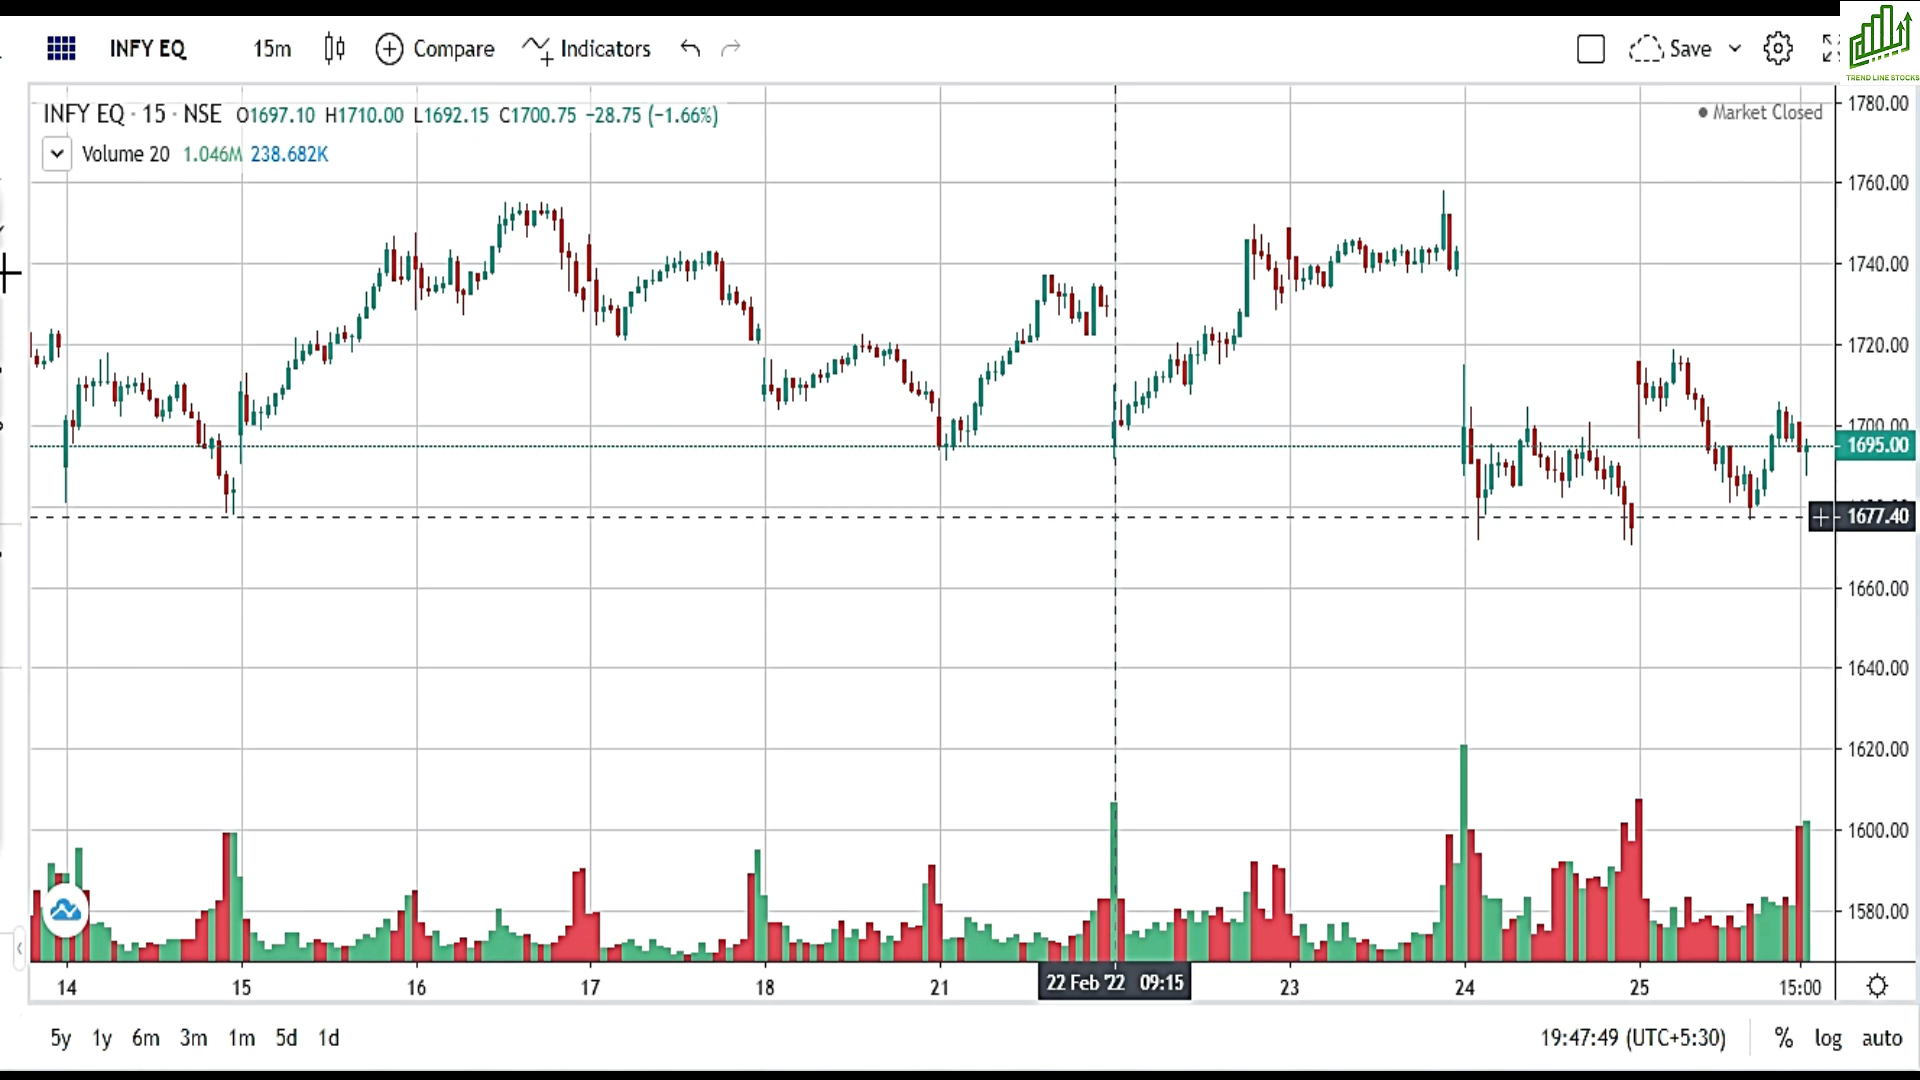 INFY EQ 15m Compare Indicators Save
TREND LINE STOCKS
INFY EQ · 15 · NSE O1697.10 H1710.00 L1692.15 C1700.75 −28.75 (−1.66%)
Market Closed
Volume 20 1.046M 238.682K
1780.00
1760.00
1740.00
1720.00
1700.00
1695.00
1677.40
1660.00
1640.00
1620.00
1600.00
1580.00
14 15 16 17 18 21 22 Feb '22 09:15 23 24 25 15:00
5y 1y 6m 3m 1m 5d 1d 19:47:49 (UTC+5:30) % log auto